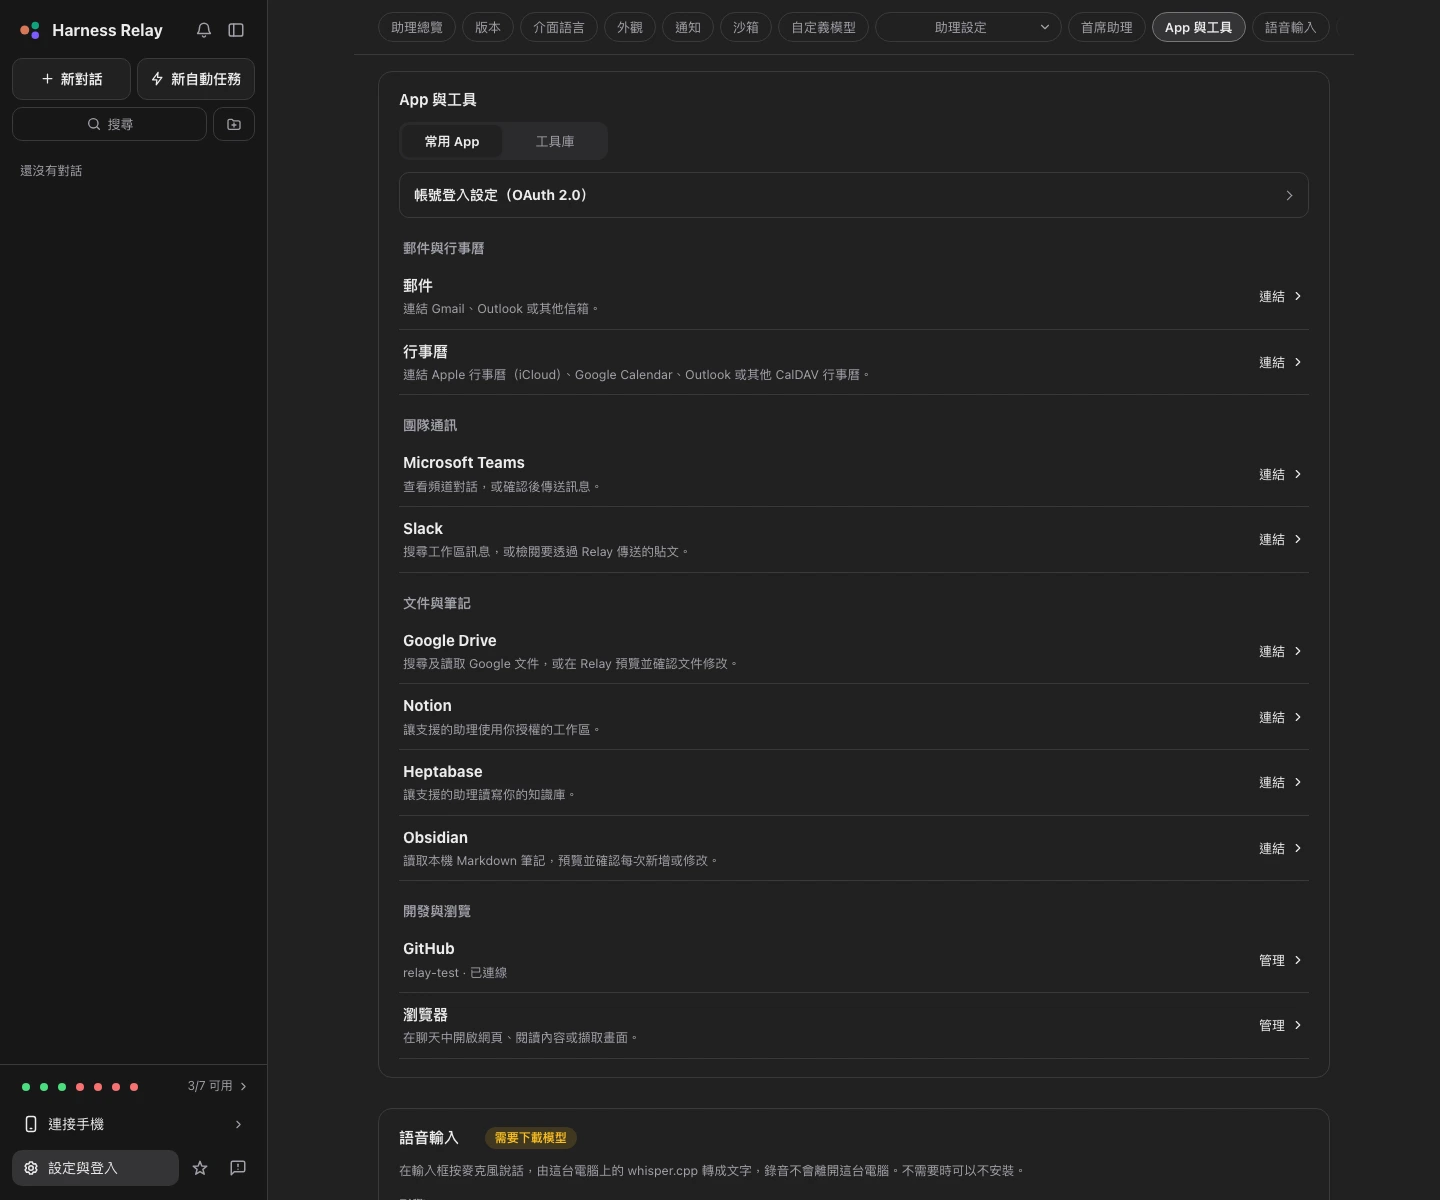 Harness Relay
新對話
新自動任務
搜尋
還沒有對話
3/7 可用
連接手機
設定與登入
助理總覽
版本
介面語言
外觀
通知
沙箱
自定義模型
助理設定
首席助理
App 與工具
語音輸入
App 與工具
常用 App
工具庫
帳號登入設定（OAuth 2.0）
郵件與行事曆
郵件
連結 Gmail、Outlook 或其他信箱。
連結
行事曆
連結 Apple 行事曆（iCloud）、Google Calendar、Outlook 或其他 CalDAV 行事曆。
連結
團隊通訊
Microsoft Teams
查看頻道對話，或確認後傳送訊息。
連結
Slack
搜尋工作區訊息，或檢閱要透過 Relay 傳送的貼文。
連結
文件與筆記
Google Drive
搜尋及讀取 Google 文件，或在 Relay 預覽並確認文件修改。
連結
Notion
讓支援的助理使用你授權的工作區。
連結
Heptabase
讓支援的助理讀寫你的知識庫。
連結
Obsidian
讀取本機 Markdown 筆記，預覽並確認每次新增或修改。
連結
開發與瀏覽
GitHub
relay-test · 已連線
管理
瀏覽器
在聊天中開啟網頁、閱讀內容或擷取畫面。
管理
語音輸入
需要下載模型
在輸入框按麥克風說話，由這台電腦上的 whisper.cpp 轉成文字，錄音不會離開這台電腦。不需要時可以不安裝。